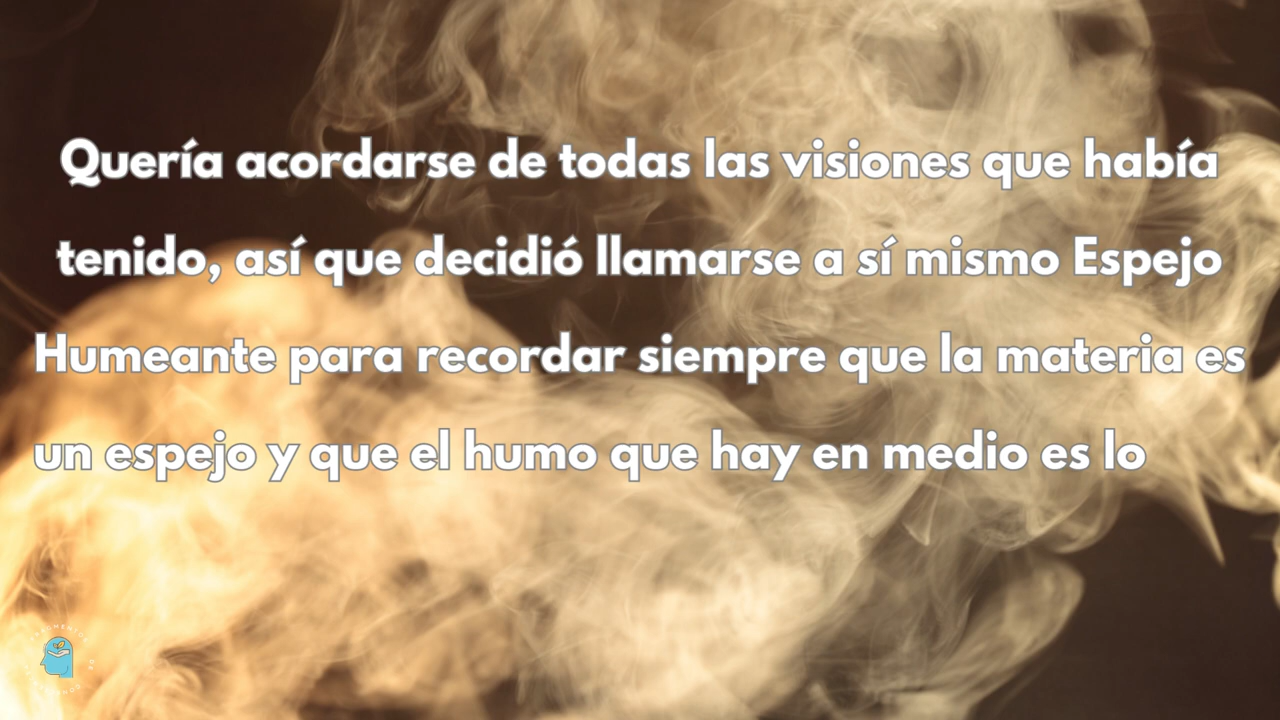 Quería acordarse de todas las visiones que había
tenido, así que decidió llamarse a sí mismo Espejo
Humeante para recordar siempre que la materia es
un espejo y que el humo que hay en medio es lo